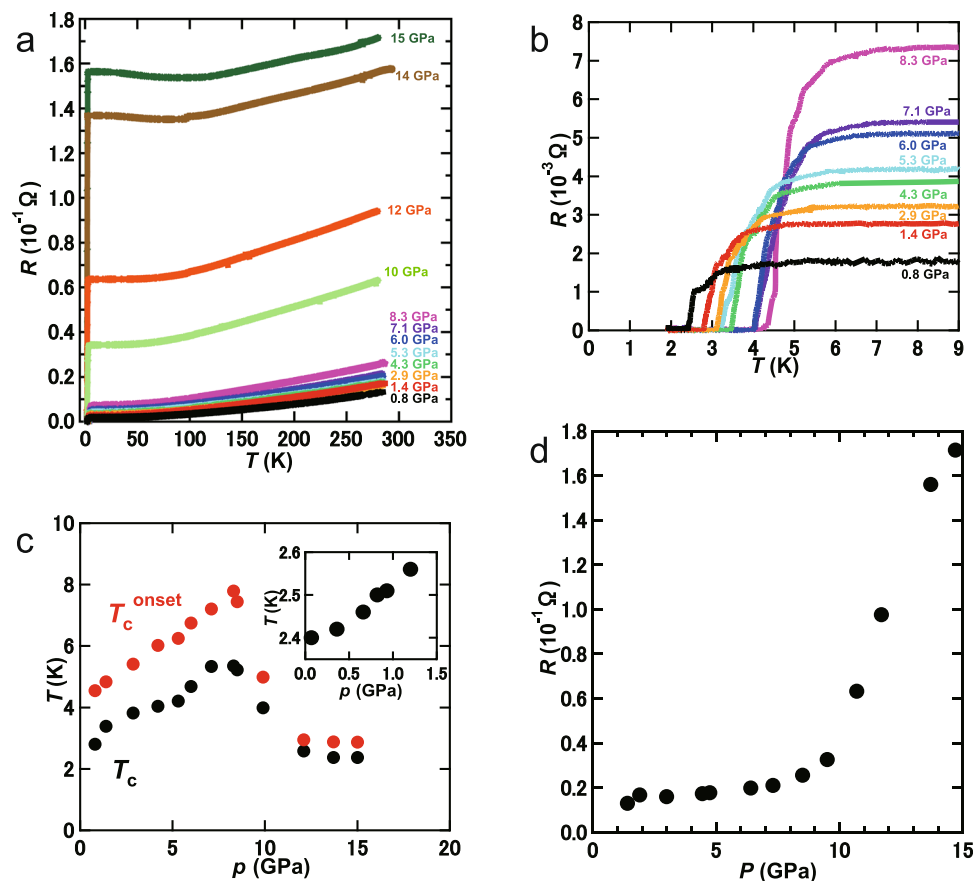 a
R (10⁻¹ Ω)
1.8
1.6
1.4
1.2
1.0
0.8
0.6
0.4
0.2
0.0
15 GPa
14 GPa
12 GPa
10 GPa
8.3 GPa
7.1 GPa
6.0 GPa
5.3 GPa
4.3 GPa
2.9 GPa
1.4 GPa
0.8 GPa
0 50 100 150 200 250 300 350
T (K)
b
R (10⁻³ Ω)
8
7
6
5
4
3
2
1
0
8.3 GPa
7.1 GPa
6.0 GPa
5.3 GPa
4.3 GPa
2.9 GPa
1.4 GPa
0.8 GPa
0 1 2 3 4 5 6 7 8 9
T (K)
c
T (K)
10
8
6
4
2
0
Tc onset
Tc
0 5 10 15 20
p (GPa)
T (K)
2.6
2.5
2.4
0.0 0.5 1.0 1.5
p (GPa)
d
R (10⁻¹ Ω)
1.8
1.6
1.4
1.2
1.0
0.8
0.6
0.4
0.2
0.0
0 5 10 15
P (GPa)